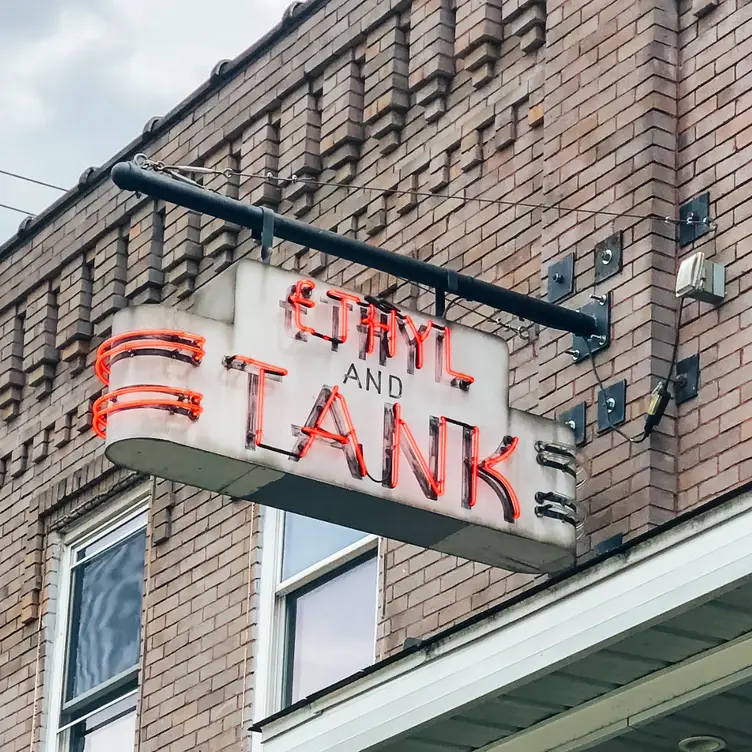 ETHYL
AND
TANK